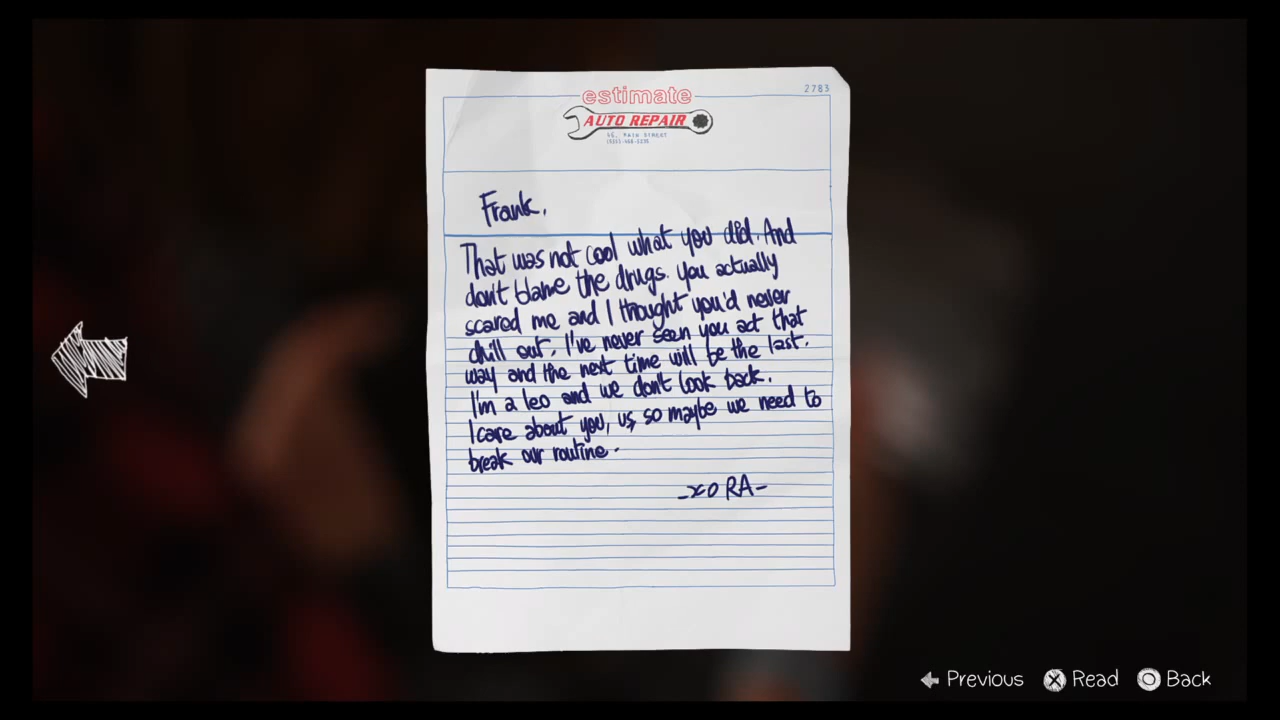 2783
estimate
AUTO REPAIR
Frank,
That was not cool what you did. And
don't blame the drugs. You actually
scared me and I thought you'd never
chill out. I've never seen you act that
way and the next time will be the last.
I'm a leo and we don't look back.
I care about you, us, so maybe we need to
break our routine.
-xo RA-
Previous Read Back